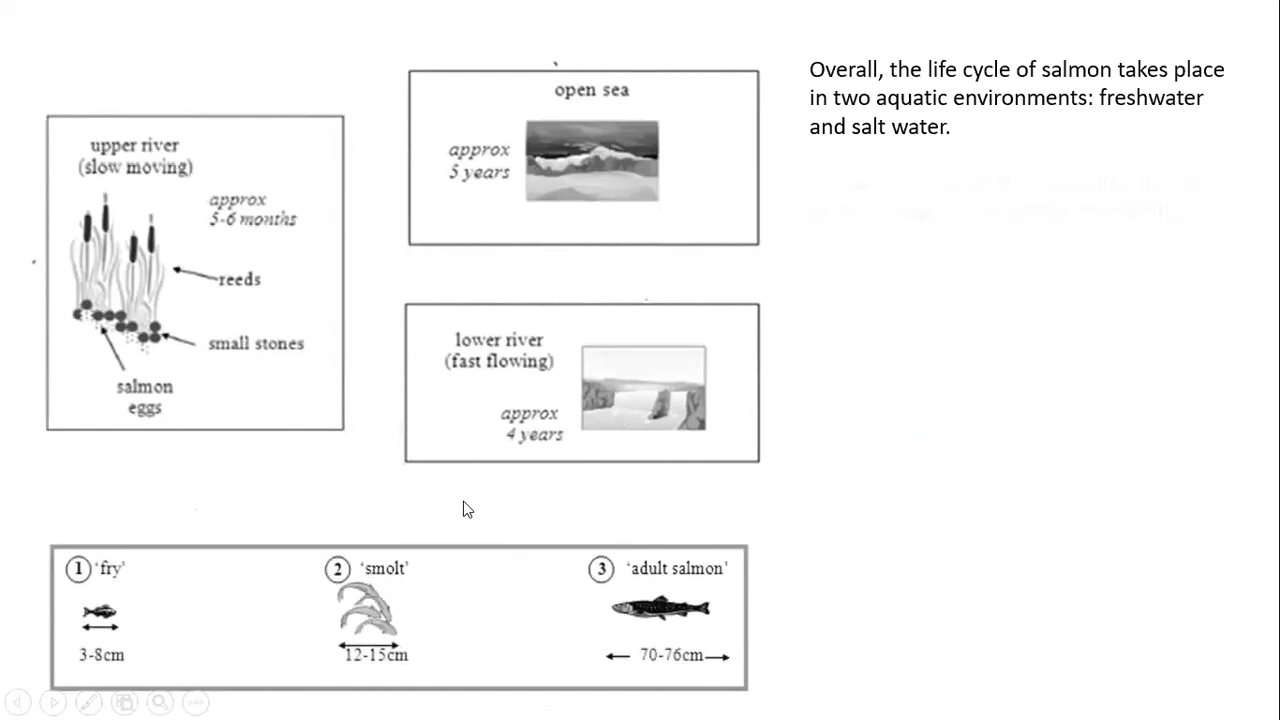 upper river
(slow moving)
approx
5-6 months
reeds
small stones
salmon
eggs
open sea
approx
5 years
lower river
(fast flowing)
approx
4 years
Overall, the life cycle of salmon takes place
in two aquatic environments: freshwater
and salt water.
1 'fry'
3-8cm
2 'smolt'
12-15cm
3 'adult salmon'
70-76cm